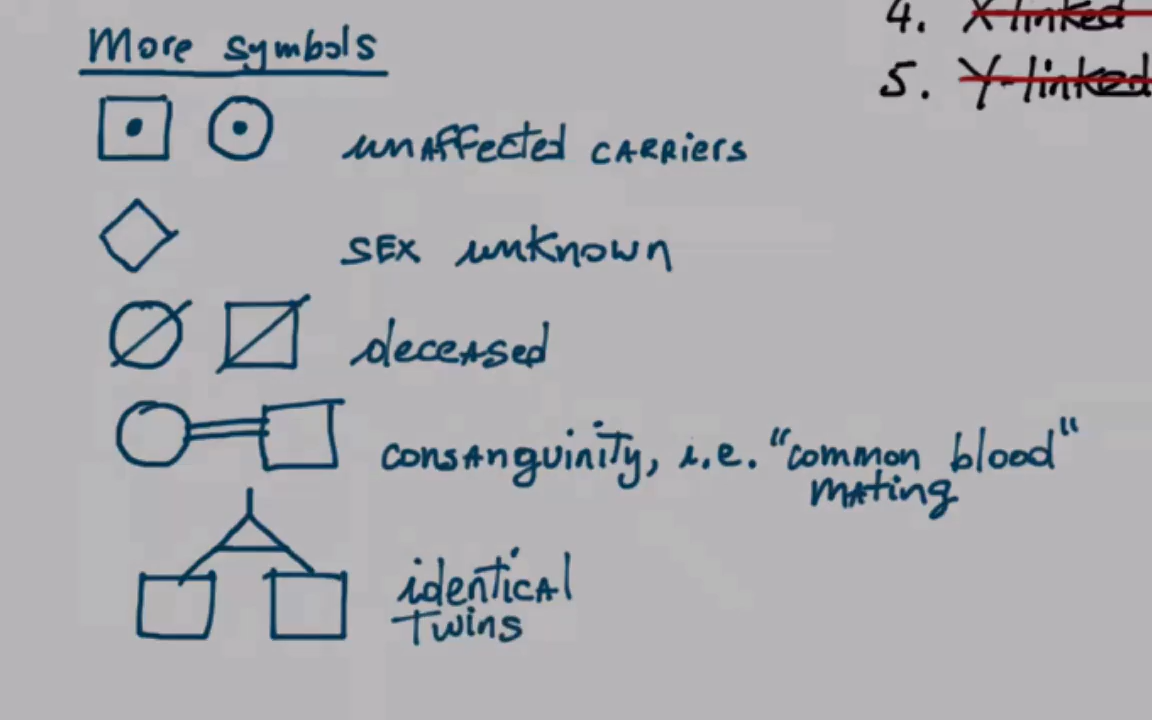 More symbols
4. X-linked
5. Y-linked
unaffected carriers
sex unknown
deceased
consanguinity, i.e. "common blood"
mating
identical
twins